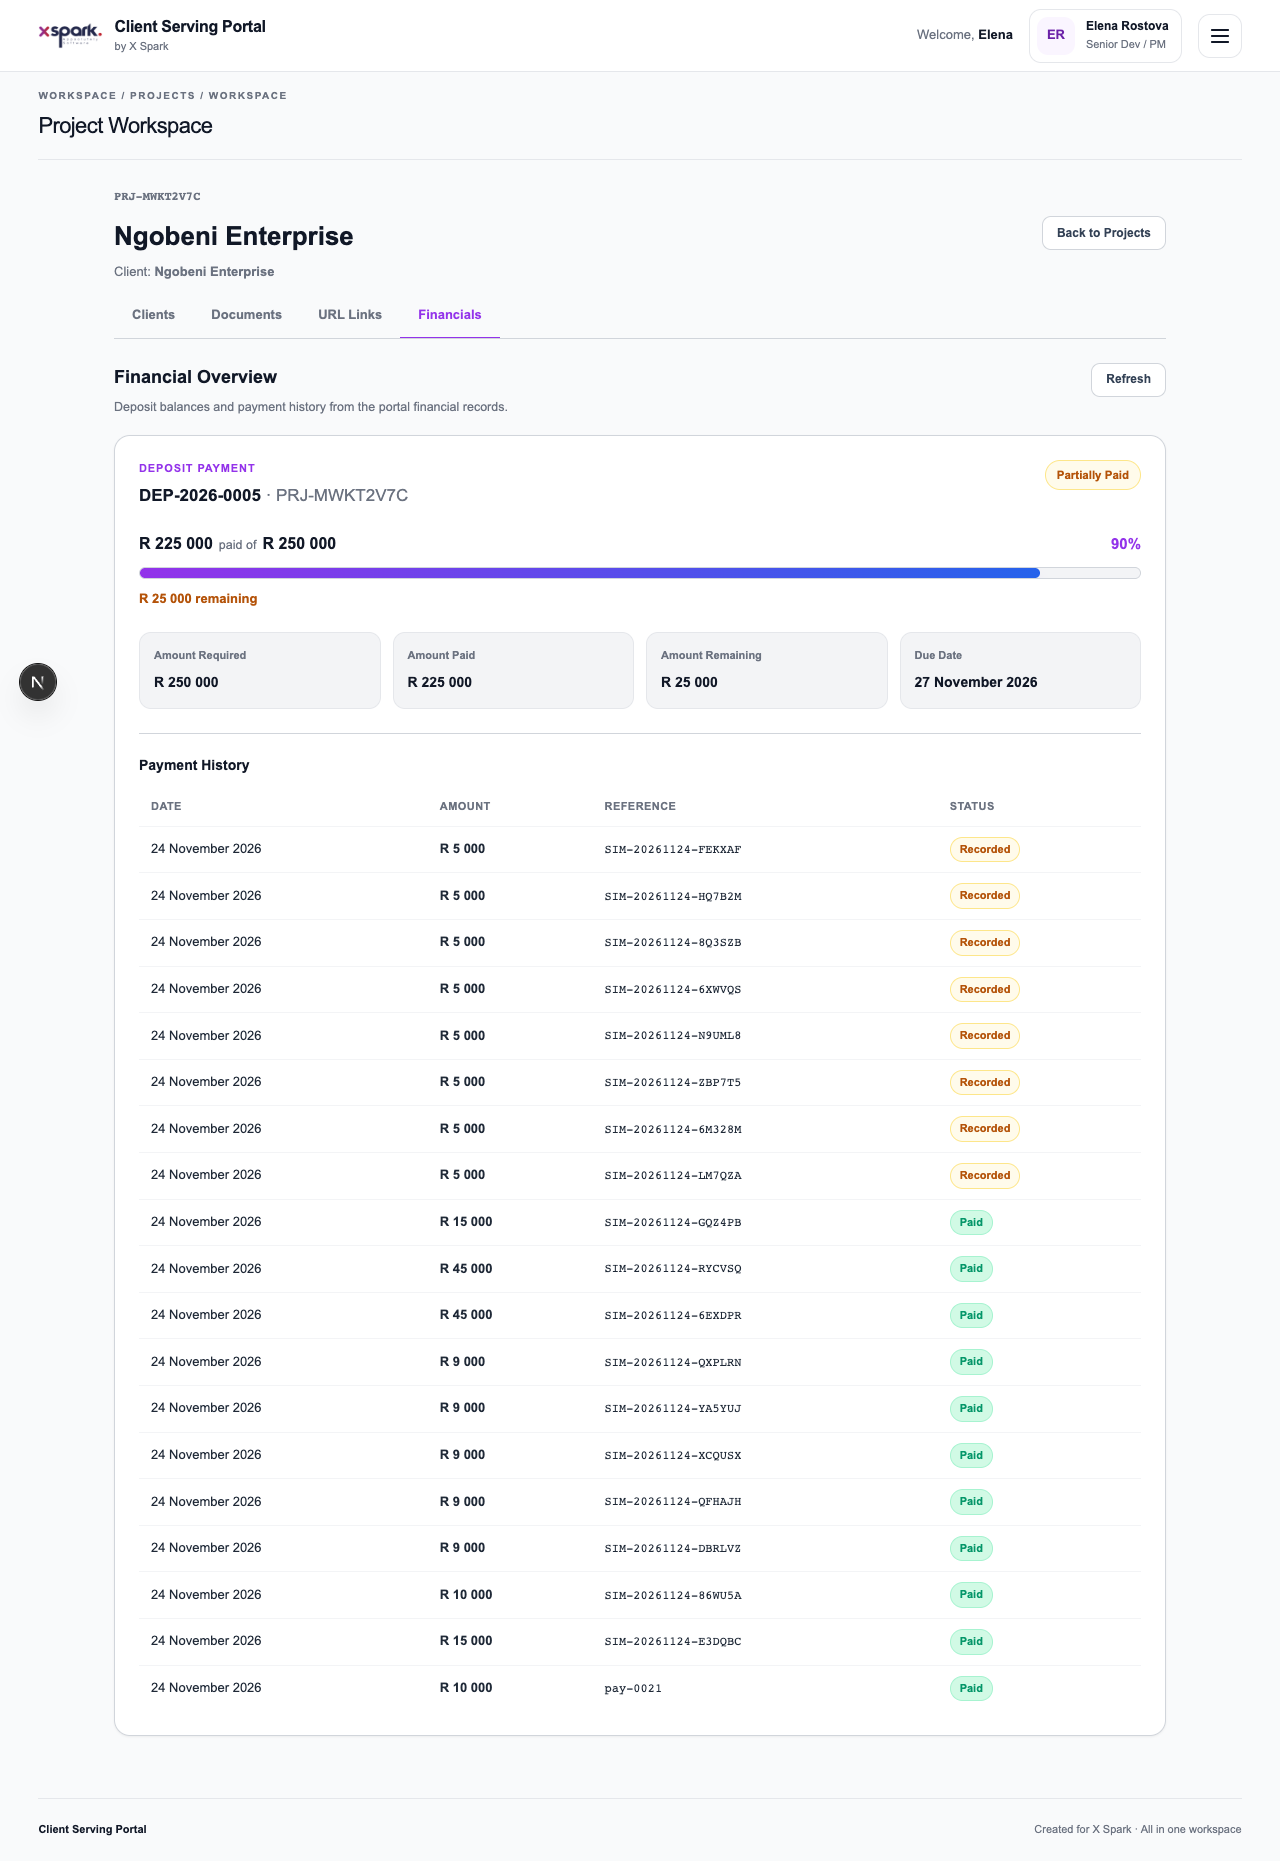 xspark.
Client Serving Portal
by X Spark
Welcome, Elena
ER
Elena Rostova
Senior Dev / PM
WORKSPACE / PROJECTS / WORKSPACE
Project Workspace
PRJ-MWKT2V7C
Ngobeni Enterprise
Back to Projects
Client: Ngobeni Enterprise
Clients Documents URL Links Financials
Financial Overview
Refresh
Deposit balances and payment history from the portal financial records.
DEPOSIT PAYMENT
Partially Paid
DEP-2026-0005 · PRJ-MWKT2V7C
R 225 000 paid of R 250 000 90%
R 25 000 remaining
Amount Required
R 250 000
Amount Paid
R 225 000
Amount Remaining
R 25 000
Due Date
27 November 2026
N
Payment History
DATE AMOUNT REFERENCE STATUS
24 November 2026 R 5 000 SIM-20261124-FEKXAF Recorded
24 November 2026 R 5 000 SIM-20261124-HQ7B2M Recorded
24 November 2026 R 5 000 SIM-20261124-8Q3SZB Recorded
24 November 2026 R 5 000 SIM-20261124-6XWVQS Recorded
24 November 2026 R 5 000 SIM-20261124-N9UML8 Recorded
24 November 2026 R 5 000 SIM-20261124-ZBP7T5 Recorded
24 November 2026 R 5 000 SIM-20261124-6M328M Recorded
24 November 2026 R 5 000 SIM-20261124-LM7QZA Recorded
24 November 2026 R 15 000 SIM-20261124-GQZ4PB Paid
24 November 2026 R 45 000 SIM-20261124-RYCVSQ Paid
24 November 2026 R 45 000 SIM-20261124-6EXDPR Paid
24 November 2026 R 9 000 SIM-20261124-QXPLRN Paid
24 November 2026 R 9 000 SIM-20261124-YA5YUJ Paid
24 November 2026 R 9 000 SIM-20261124-XCQUSX Paid
24 November 2026 R 9 000 SIM-20261124-QFHAJH Paid
24 November 2026 R 9 000 SIM-20261124-DBRLVZ Paid
24 November 2026 R 10 000 SIM-20261124-86WU5A Paid
24 November 2026 R 15 000 SIM-20261124-E3DQBC Paid
24 November 2026 R 10 000 pay-0021 Paid
Client Serving Portal
Created for X Spark · All in one workspace